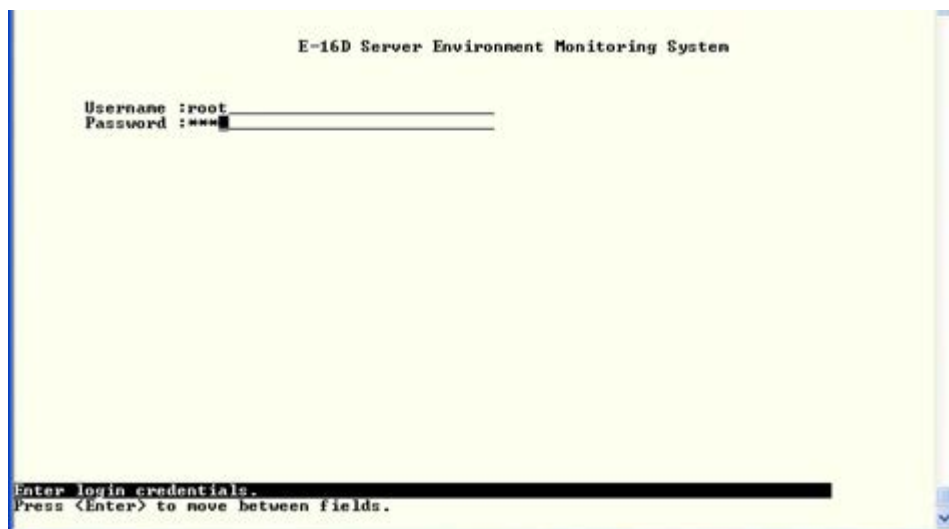 E-16D Server Environment Monitoring System
Username :root
Password :***
Enter login credentials.
Press <Enter> to move between fields.